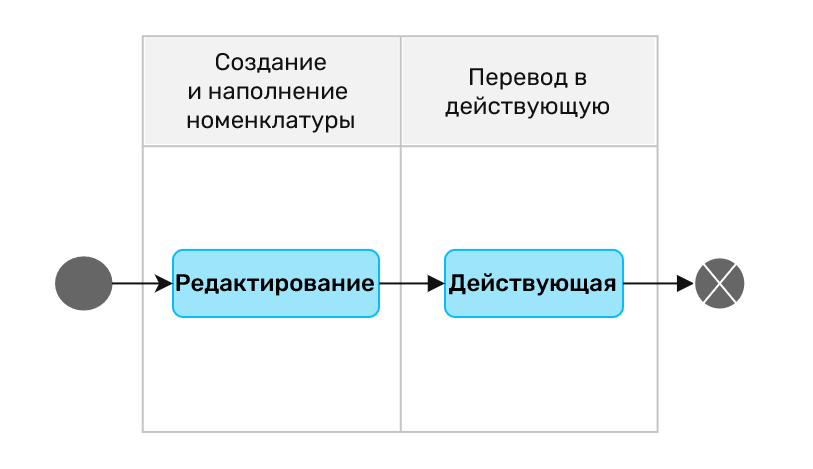 Создание
и наполнение
номенклатуры
Перевод в
действующую
Редактирование
Действующая